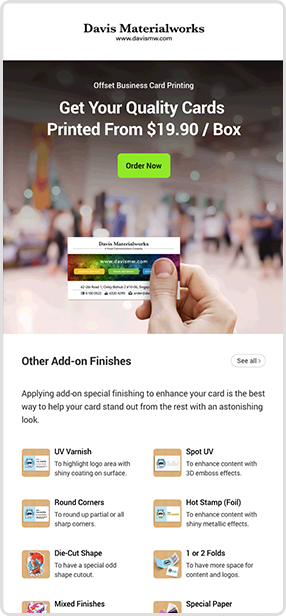 Davis Materialworks
www.davismw.com
Offset Business Card Printing
Get Your Quality Cards
Printed From $19.90 / Box
Order Now
Davis Materialworks
www.davismw.com
Other Add-on Finishes
See all ›
Applying add-on special finishing to enhance your card is the best
way to help your card stand out from the rest with an astonishing
look.
UV Varnish
To highlight logo area with
shiny coating on surface.
Spot UV
To enhance content with
3D emboss effects.
Round Corners
To round up partial or all
sharp corners.
Hot Stamp (Foil)
To enhance content with
shiny metallic effects.
Die-Cut Shape
To have a special odd
shape cutout.
1 or 2 Folds
To have more space for
content and logos.
Mixed Finishes
Special Paper